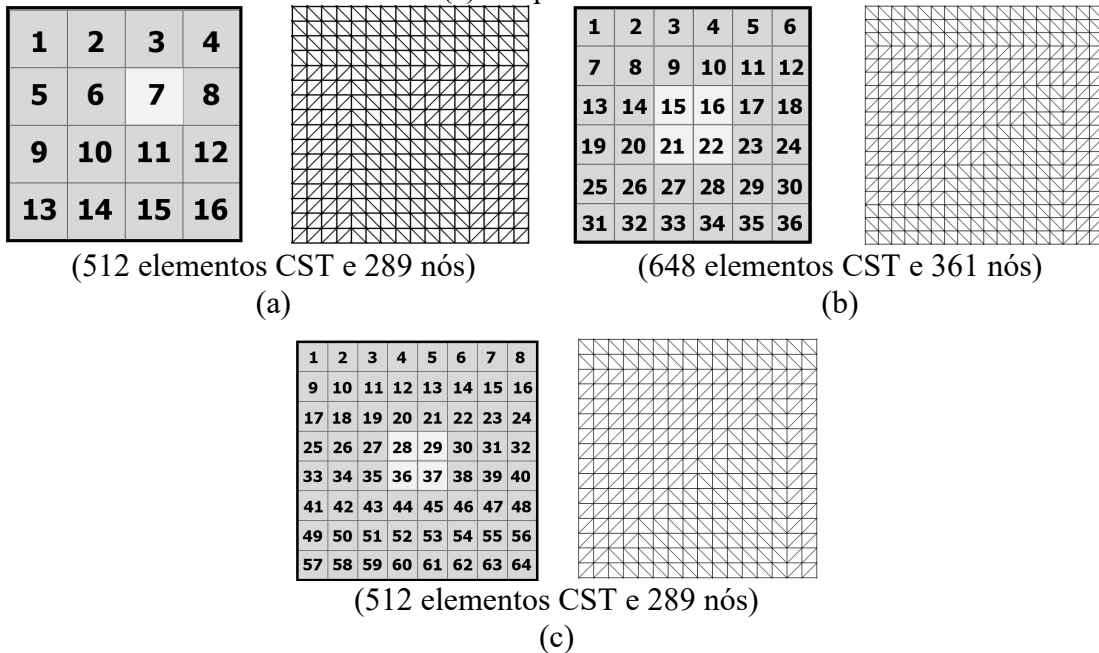 1 2 3 4
5 6 7 8
9 10 11 12
13 14 15 16
(512 elementos CST e 289 nós)
(a)
1 2 3 4 5 6
7 8 9 10 11 12
13 14 15 16 17 18
19 20 21 22 23 24
25 26 27 28 29 30
31 32 33 34 35 36
(648 elementos CST e 361 nós)
(b)
1 2 3 4 5 6 7 8
9 10 11 12 13 14 15 16
17 18 19 20 21 22 23 24
25 26 27 28 29 30 31 32
33 34 35 36 37 38 39 40
41 42 43 44 45 46 47 48
49 50 51 52 53 54 55 56
57 58 59 60 61 62 63 64
(512 elementos CST e 289 nós)
(c)